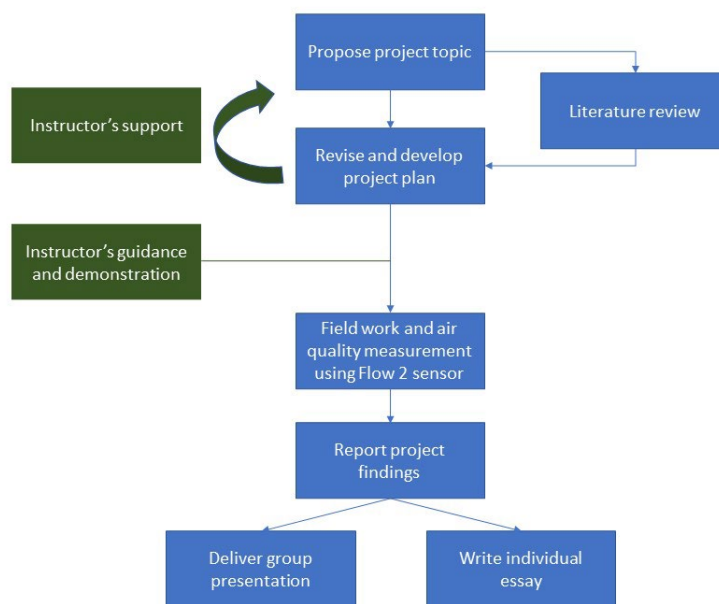 Propose project topic
Instructor's support
Literature review
Revise and develop
project plan
Instructor's guidance
and demonstration
Field work and air
quality measurement
using Flow 2 sensor
Report project
findings
Deliver group
presentation
Write individual
essay